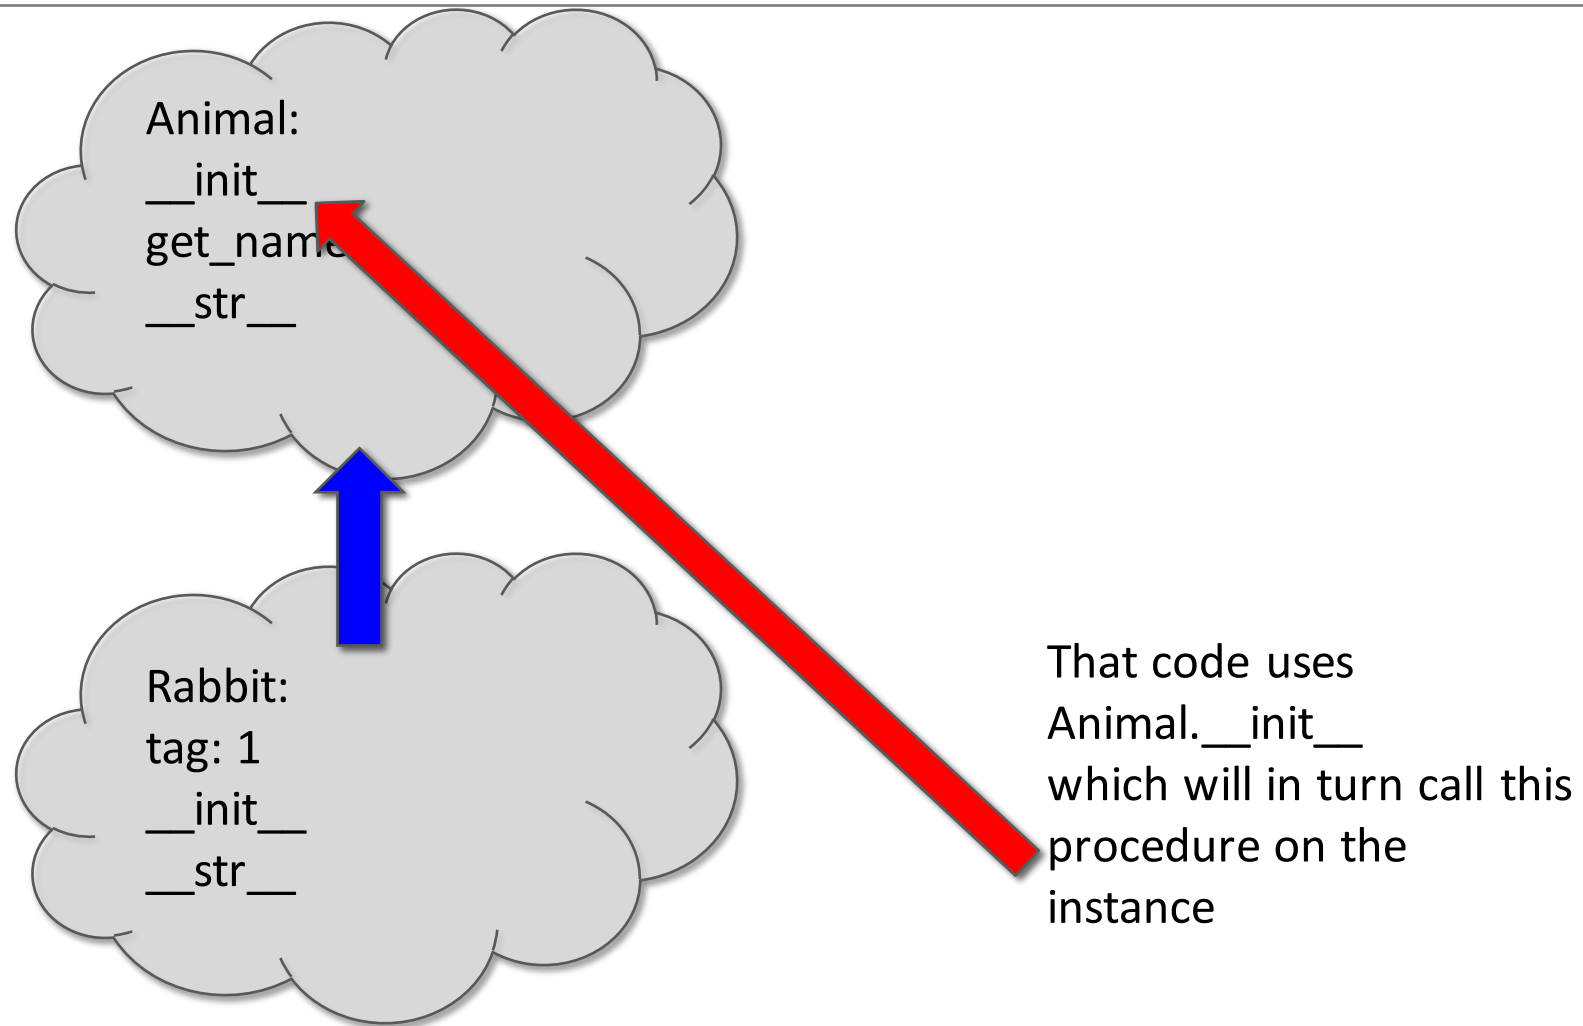 Animal:
__init__
get_name
__str__
Rabbit:
tag: 1
__init__
__str__
That code uses
Animal.__init__
which will in turn call this
procedure on the
instance